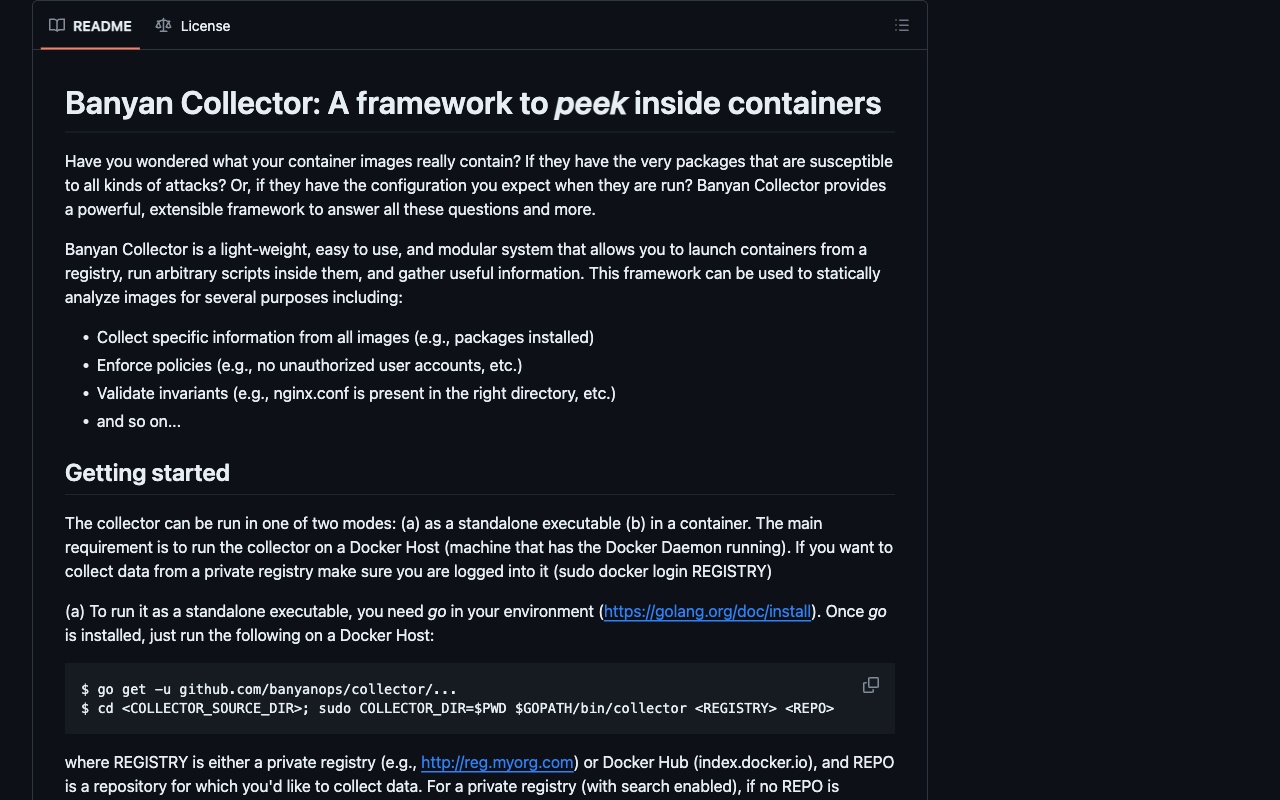 README
License
Banyan Collector: A framework to peek inside containers
Have you wondered what your container images really contain? If they have the very packages that are susceptible
to all kinds of attacks? Or, if they have the configuration you expect when they are run? Banyan Collector provides
a powerful, extensible framework to answer all these questions and more.
Banyan Collector is a light-weight, easy to use, and modular system that allows you to launch containers from a
registry, run arbitrary scripts inside them, and gather useful information. This framework can be used to statically
analyze images for several purposes including:
• Collect specific information from all images (e.g., packages installed)
• Enforce policies (e.g., no unauthorized user accounts, etc.)
• Validate invariants (e.g., nginx.conf is present in the right directory, etc.)
• and so on...
Getting started
The collector can be run in one of two modes: (a) as a standalone executable (b) in a container. The main
requirement is to run the collector on a Docker Host (machine that has the Docker Daemon running). If you want to
collect data from a private registry make sure you are logged into it (sudo docker login REGISTRY)
(a) To run it as a standalone executable, you need go in your environment (https://golang.org/doc/install). Once go
is installed, just run the following on a Docker Host:
$ go get -u github.com/banyanops/collector/...
$ cd <COLLECTOR_SOURCE_DIR>; sudo COLLECTOR_DIR=$PWD $GOPATH/bin/collector <REGISTRY> <REPO>
where REGISTRY is either a private registry (e.g., http://reg.myorg.com) or Docker Hub (index.docker.io), and REPO
is a repository for which you'd like to collect data. For a private registry (with search enabled), if no REPO is